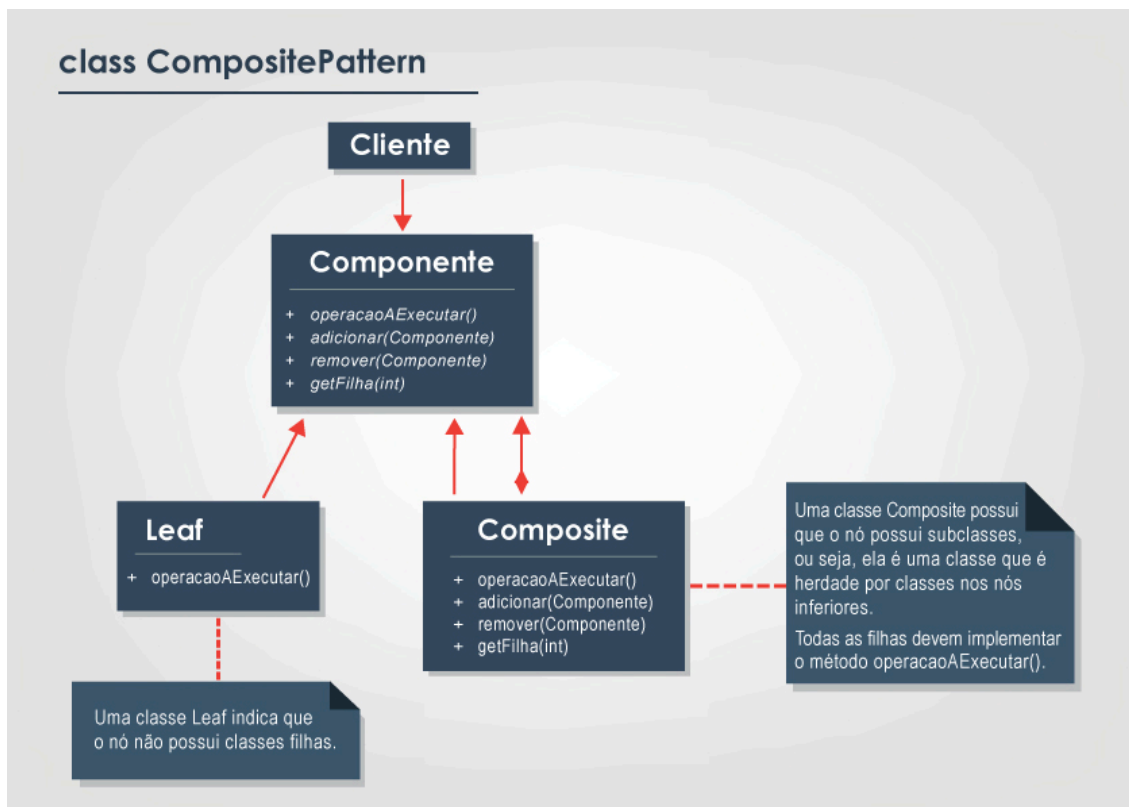 class CompositePattern
Cliente
Componente
+ operacaoAExecutar()
+ adicionar(Componente)
+ remover(Componente)
+ getFilha(int)
Leaf
+ operacaoAExecutar()
Composite
+ operacaoAExecutar()
+ adicionar(Componente)
+ remover(Componente)
+ getFilha(int)
Uma classe Composite possui
que o nó possui subclasses,
ou seja, ela é uma classe que é
herdade por classes nos nós
inferiores.
Todas as filhas devem implementar
o método operacaoAExecutar().
Uma classe Leaf indica que
o nó não possui classes filhas.